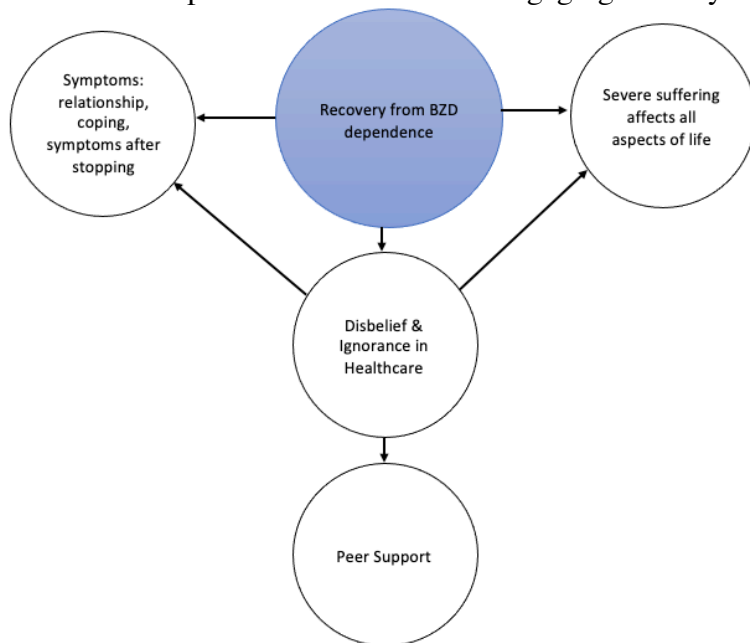 Symptoms:
relationship,
coping,
symptoms after
stopping
Recovery from BZD
dependence
Severe suffering
affects all
aspects of life
Disbelief &
Ignorance in
Healthcare
Peer Support